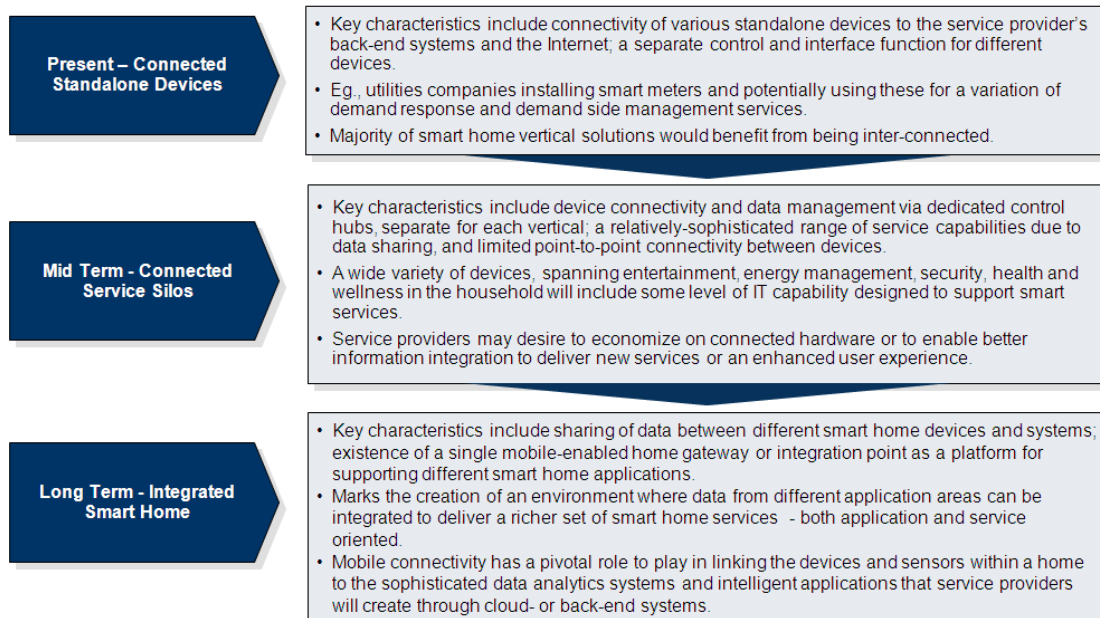 Present – Connected
Standalone Devices
• Key characteristics include connectivity of various standalone devices to the service provider's
back-end systems and the Internet; a separate control and interface function for different
devices.
• Eg., utilities companies installing smart meters and potentially using these for a variation of
demand response and demand side management services.
• Majority of smart home vertical solutions would benefit from being inter-connected.
Mid Term - Connected
Service Silos
• Key characteristics include device connectivity and data management via dedicated control
hubs, separate for each vertical; a relatively-sophisticated range of service capabilities due to
data sharing, and limited point-to-point connectivity between devices.
• A wide variety of devices, spanning entertainment, energy management, security, health and
wellness in the household will include some level of IT capability designed to support smart
services.
• Service providers may desire to economize on connected hardware or to enable better
information integration to deliver new services or an enhanced user experience.
Long Term - Integrated
Smart Home
• Key characteristics include sharing of data between different smart home devices and systems;
existence of a single mobile-enabled home gateway or integration point as a platform for
supporting different smart home applications.
• Marks the creation of an environment where data from different application areas can be
integrated to deliver a richer set of smart home services - both application and service
oriented.
• Mobile connectivity has a pivotal role to play in linking the devices and sensors within a home
to the sophisticated data analytics systems and intelligent applications that service providers
will create through cloud- or back-end systems.